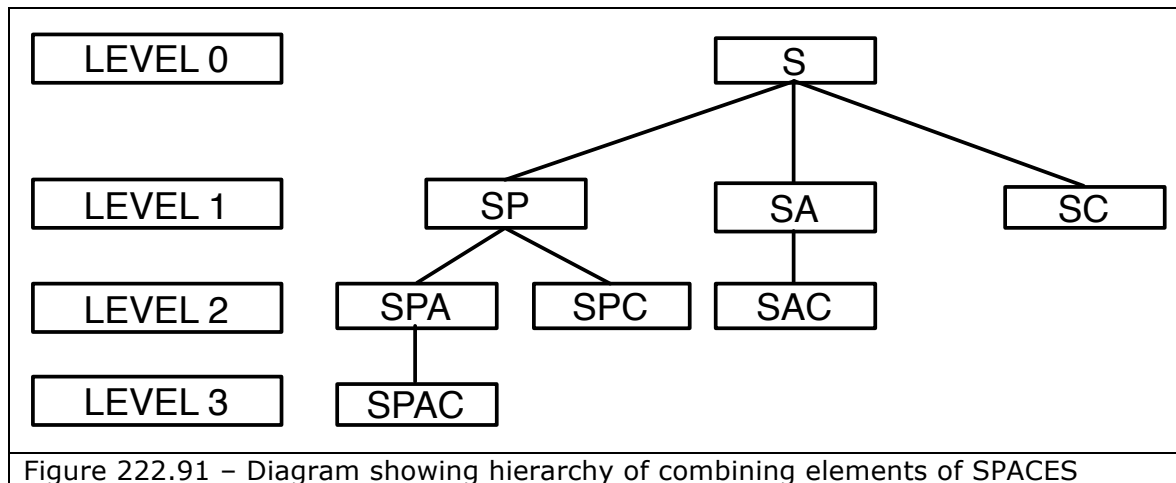 LEVEL 0 S
LEVEL 1 SP SA SC
LEVEL 2 SPA SPC SAC
LEVEL 3 SPAC
Figure 222.91 – Diagram showing hierarchy of combining elements of SPACES